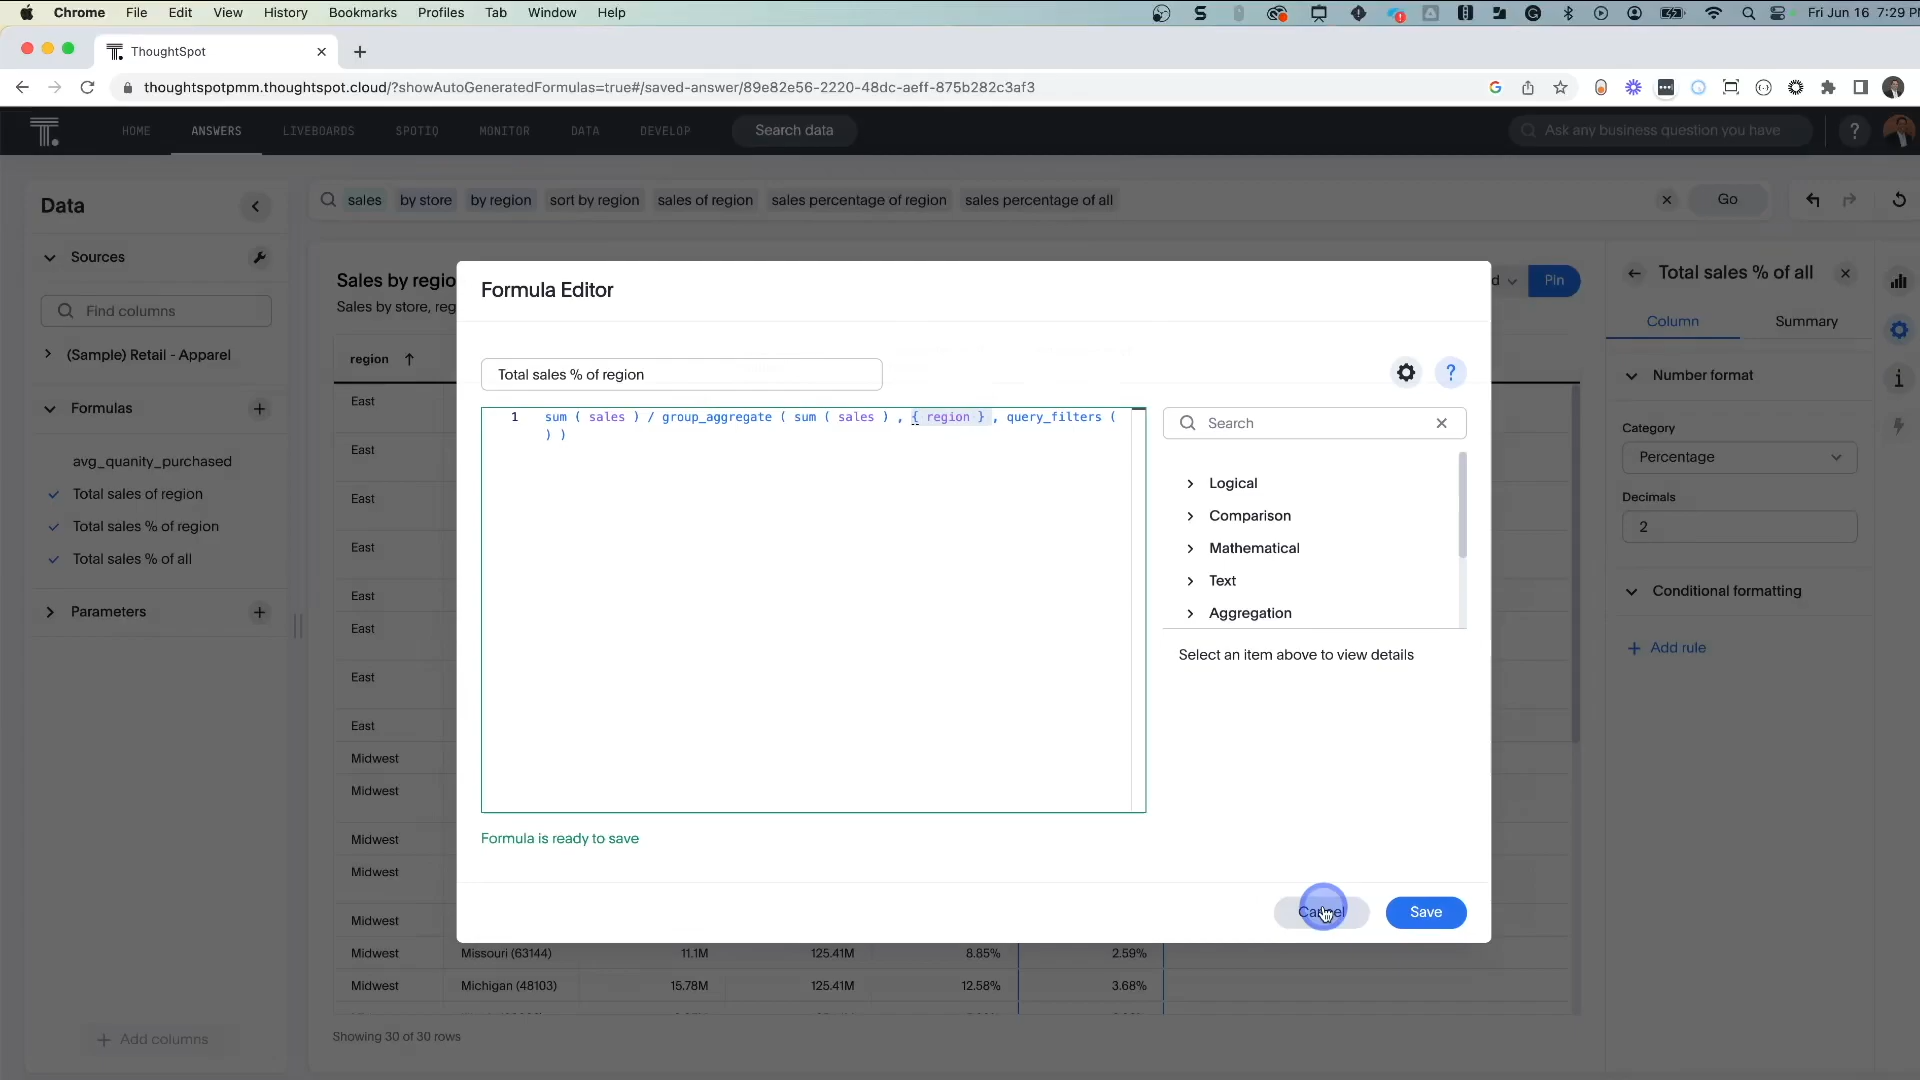 Chrome File Edit View History Bookmarks Profiles Tab Window Help Fri Jun 16 7:29
ThoughtSpot
thoughtspotpmm.thoughtspot.cloud/?showAutoGeneratedFormulas=true#/saved-answer/89e82e56-2220-48dc-aeff-875b282c3af3
HOME ANSWERS LIVEBOARDS SPOTIQ MONITOR DATA DEVELOP Search data Ask any business question you have ?
Data
sales by store by region sort by region sales of region sales percentage of region sales percentage of all Go
Sources
Find columns
(Sample) Retail - Apparel
Formulas
avg_quanity_purchased
Total sales of region
Total sales % of region
Total sales % of all
Parameters
Add columns
Sales by regio
Sales by store, reg
Pin
region
East
East
East
East
East
East
East
East
Midwest
Midwest
Midwest
Midwest
Midwest
Midwest Missouri (63144) 11.1M 125.41M 8.85% 2.59%
Midwest Michigan (48103) 15.78M 125.41M 12.58% 3.68%
Showing 30 of 30 rows
Formula Editor
Total sales % of region
?
1 sum ( sales ) / group_aggregate ( sum ( sales ) , { region } , query_filters (
) )
Search
Logical
Comparison
Mathematical
Text
Aggregation
Select an item above to view details
Formula is ready to save
Cancel Save
Total sales % of all
Column Summary
Number format
Category
Percentage
Decimals
2
Conditional formatting
Add rule